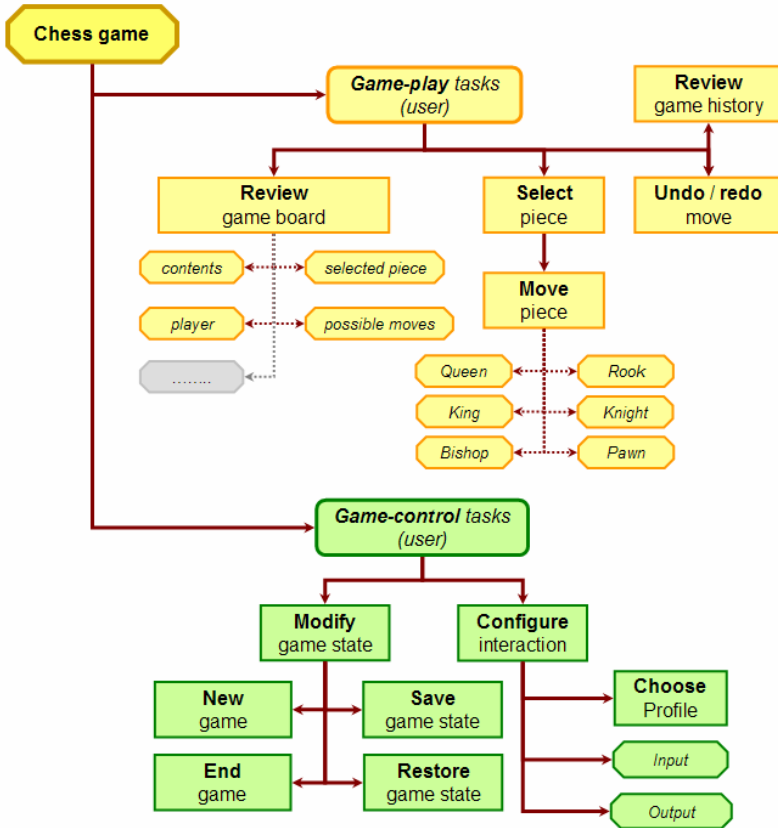 Chess game
Game-play tasks
(user)
Review
game history
Review
game board
Select
piece
Undo / redo
move
contents
selected piece
Move
piece
player
possible moves
........
Queen
Rook
King
Knight
Bishop
Pawn
Game-control tasks
(user)
Modify
game state
Configure
interaction
New
game
Save
game state
Choose
Profile
End
game
Restore
game state
Input
Output